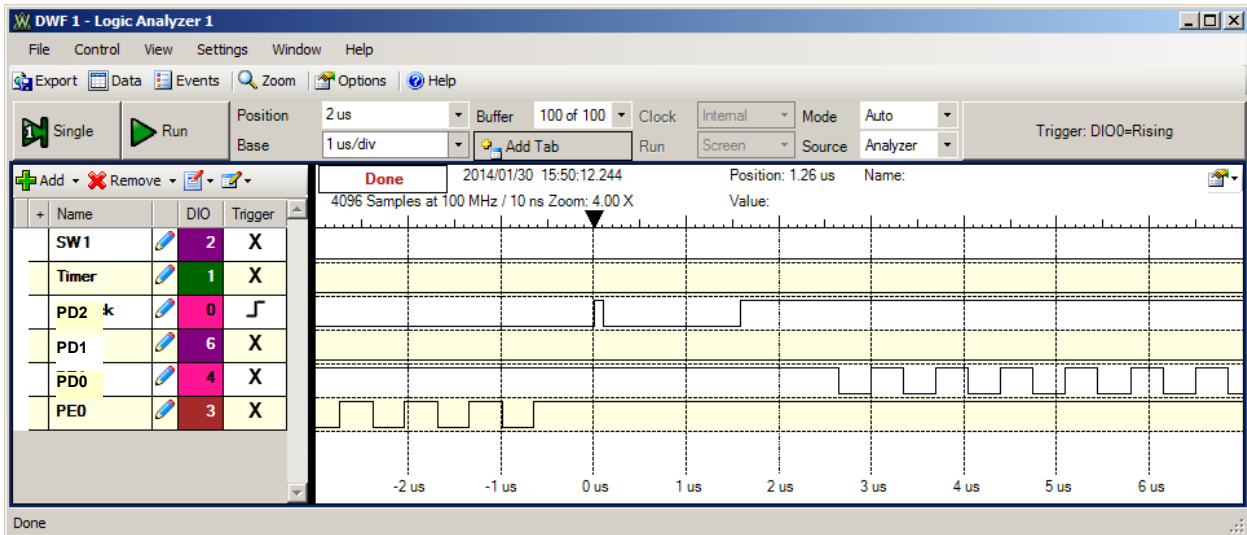 DWF 1 - Logic Analyzer 1
File Control View Settings Window Help
Export Data Events Zoom Options Help
Single Run Position 2 us Buffer 100 of 100 Clock Internal Mode Auto Trigger: DIO0=Rising
Base 1 us/div Add Tab Run Screen Source Analyzer
Add Remove Done 2014/01/30 15:50:12.244 Position: 1.26 us Name:
4096 Samples at 100 MHz / 10 ns Zoom: 4.00 X Value:
+ Name DIO Trigger
SW1 2 X
Timer 1 X
PD2 k 0
PD1 6 X
PD0 4 X
PE0 3 X
-2 us -1 us 0 us 1 us 2 us 3 us 4 us 5 us 6 us
Done